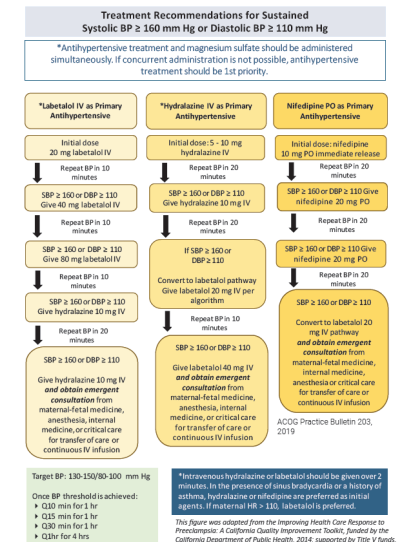 Treatment Recommendations for Sustained
Systolic BP ≥ 160 mm Hg or Diastolic BP ≥ 110 mm Hg
*Antihypertensive treatment and magnesium sulfate should be administered
simultaneously. If concurrent administration is not possible, antihypertensive
treatment should be 1st priority.
*Labetalol IV as Primary
Antihypertensive
Initial dose
20 mg labetalol IV
Repeat BP in 10
minutes
SBP ≥ 160 or DBP ≥ 110
Give 40 mg labetalol IV
Repeat BP in 10
minutes
SBP ≥ 160 or DBP ≥ 110
Give 80 mg labetalol IV
Repeat BP in 10
minutes
SBP ≥ 160 or DBP ≥ 110
Give hydralazine 10 mg IV
Repeat BP in 20
minutes
SBP ≥ 160 or DBP ≥ 110
Give hydralazine 10 mg IV
and obtain emergent
consultation from
maternal-fetal medicine,
anesthesia, internal
medicine, or critical care
for transfer of care or
continuous IV infusion
*Hydralazine IV as Primary
Antihypertensive
Initial dose: 5 - 10 mg
hydralazine IV
Repeat BP in 20
minutes
SBP ≥ 160 or DBP ≥ 110
Give hydralazine 10 mg IV
Repeat BP in 20
minutes
If SBP ≥ 160 or
DBP ≥ 110
Convert to labetalol pathway
Give labetalol 20 mg IV per
algorithm
Repeat BP in 10
minutes
SBP ≥ 160 or DBP ≥ 110
Give labetalol 40 mg IV
and obtain emergent
consultation from
maternal-fetal medicine,
anesthesia, internal
medicine, or critical care
for transfer of care or
continuous IV infusion
Nifedipine PO as Primary
Antihypertensive
Initial dose: nifedipine
10 mg PO immediate release
Repeat BP in 20
minutes
SBP ≥ 160 or DBP ≥ 110 Give
nifedipine 20 mg PO
Repeat BP in 20
minutes
SBP ≥ 160 or DBP ≥ 110 Give
nifedipine 20 mg PO
Repeat BP in 20
minutes
SBP ≥ 160 or DBP ≥ 110
Convert to labetalol 20
mg IV pathway
and obtain emergent
consultation from
maternal-fetal medicine,
internal medicine,
anesthesia or critical care
for transfer of care or
continuous IV infusion
ACOG Practice Bulletin 203,
2019
Target BP: 130-150/80-100 mm Hg
Once BP threshold is achieved:
Q10 min for 1 hr
Q15 min for 1 hr
Q30 min for 1 hr
Q1hr for 4 hrs
*Intravenous hydralazine or labetalol should be given over 2
minutes. In the presence of sinus bradycardia or a history of
asthma, hydralazine or nifedipine are preferred as initial
agents. If maternal HR > 110, labetalol is preferred.
This figure was adapted from the Improving Health Care Response to
Preeclampsia: A California Quality Improvement Toolkit, funded by the
California Department of Public Health, 2014; supported by Title V funds.